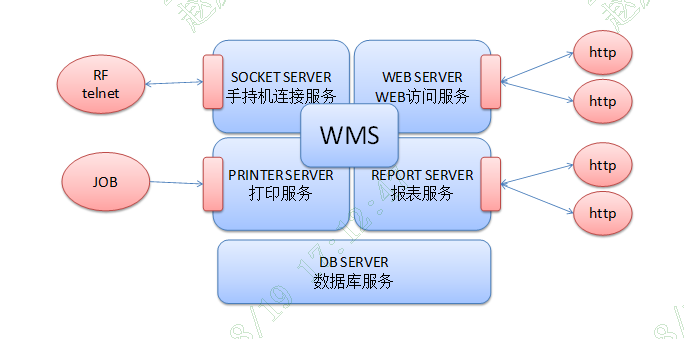 RF
telnet
SOCKET SERVER
手持机连接服务
WEB SERVER
WEB访问服务
http
http
WMS
JOB
PRINTER SERVER
打印服务
REPORT SERVER
报表服务
http
http
DB SERVER
数据库服务